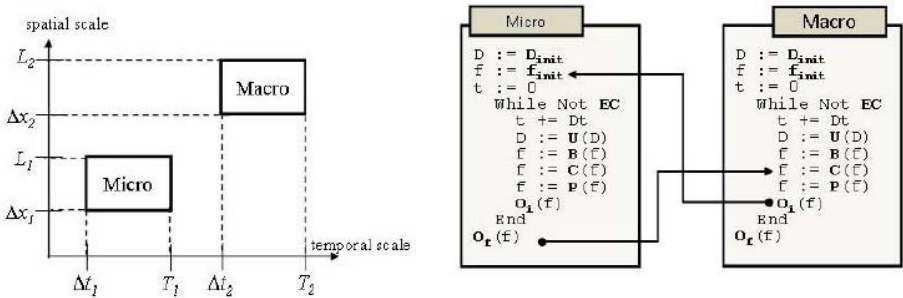 spatial scale
L2
Macro
Δx2
L1
Micro
Δx1
temporal scale
Δt1 T1 Δt2 T2
Micro
D := Dinit
f := finit
t := 0
While Not EC
t += Dt
D := U(D)
f := B(f)
f := C(f)
f := P(f)
Oi(f)
End
Of(f)
Macro
D := Dinit
f := finit
t := 0
While Not EC
t += Dt
D := U(D)
f := B(f)
f := C(f)
f := P(f)
Oi(f)
End
Of(f)